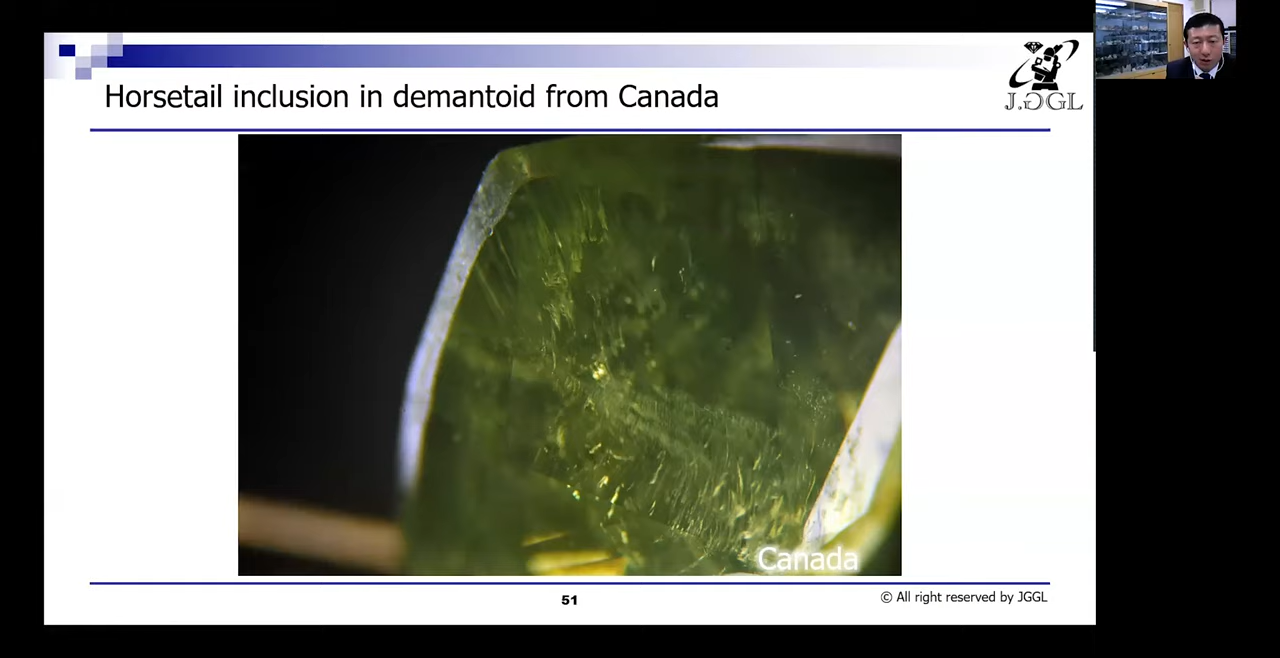 Horsetail inclusion in demantoid from Canada
J.GGL
Canada
51
© All right reserved by JGGL